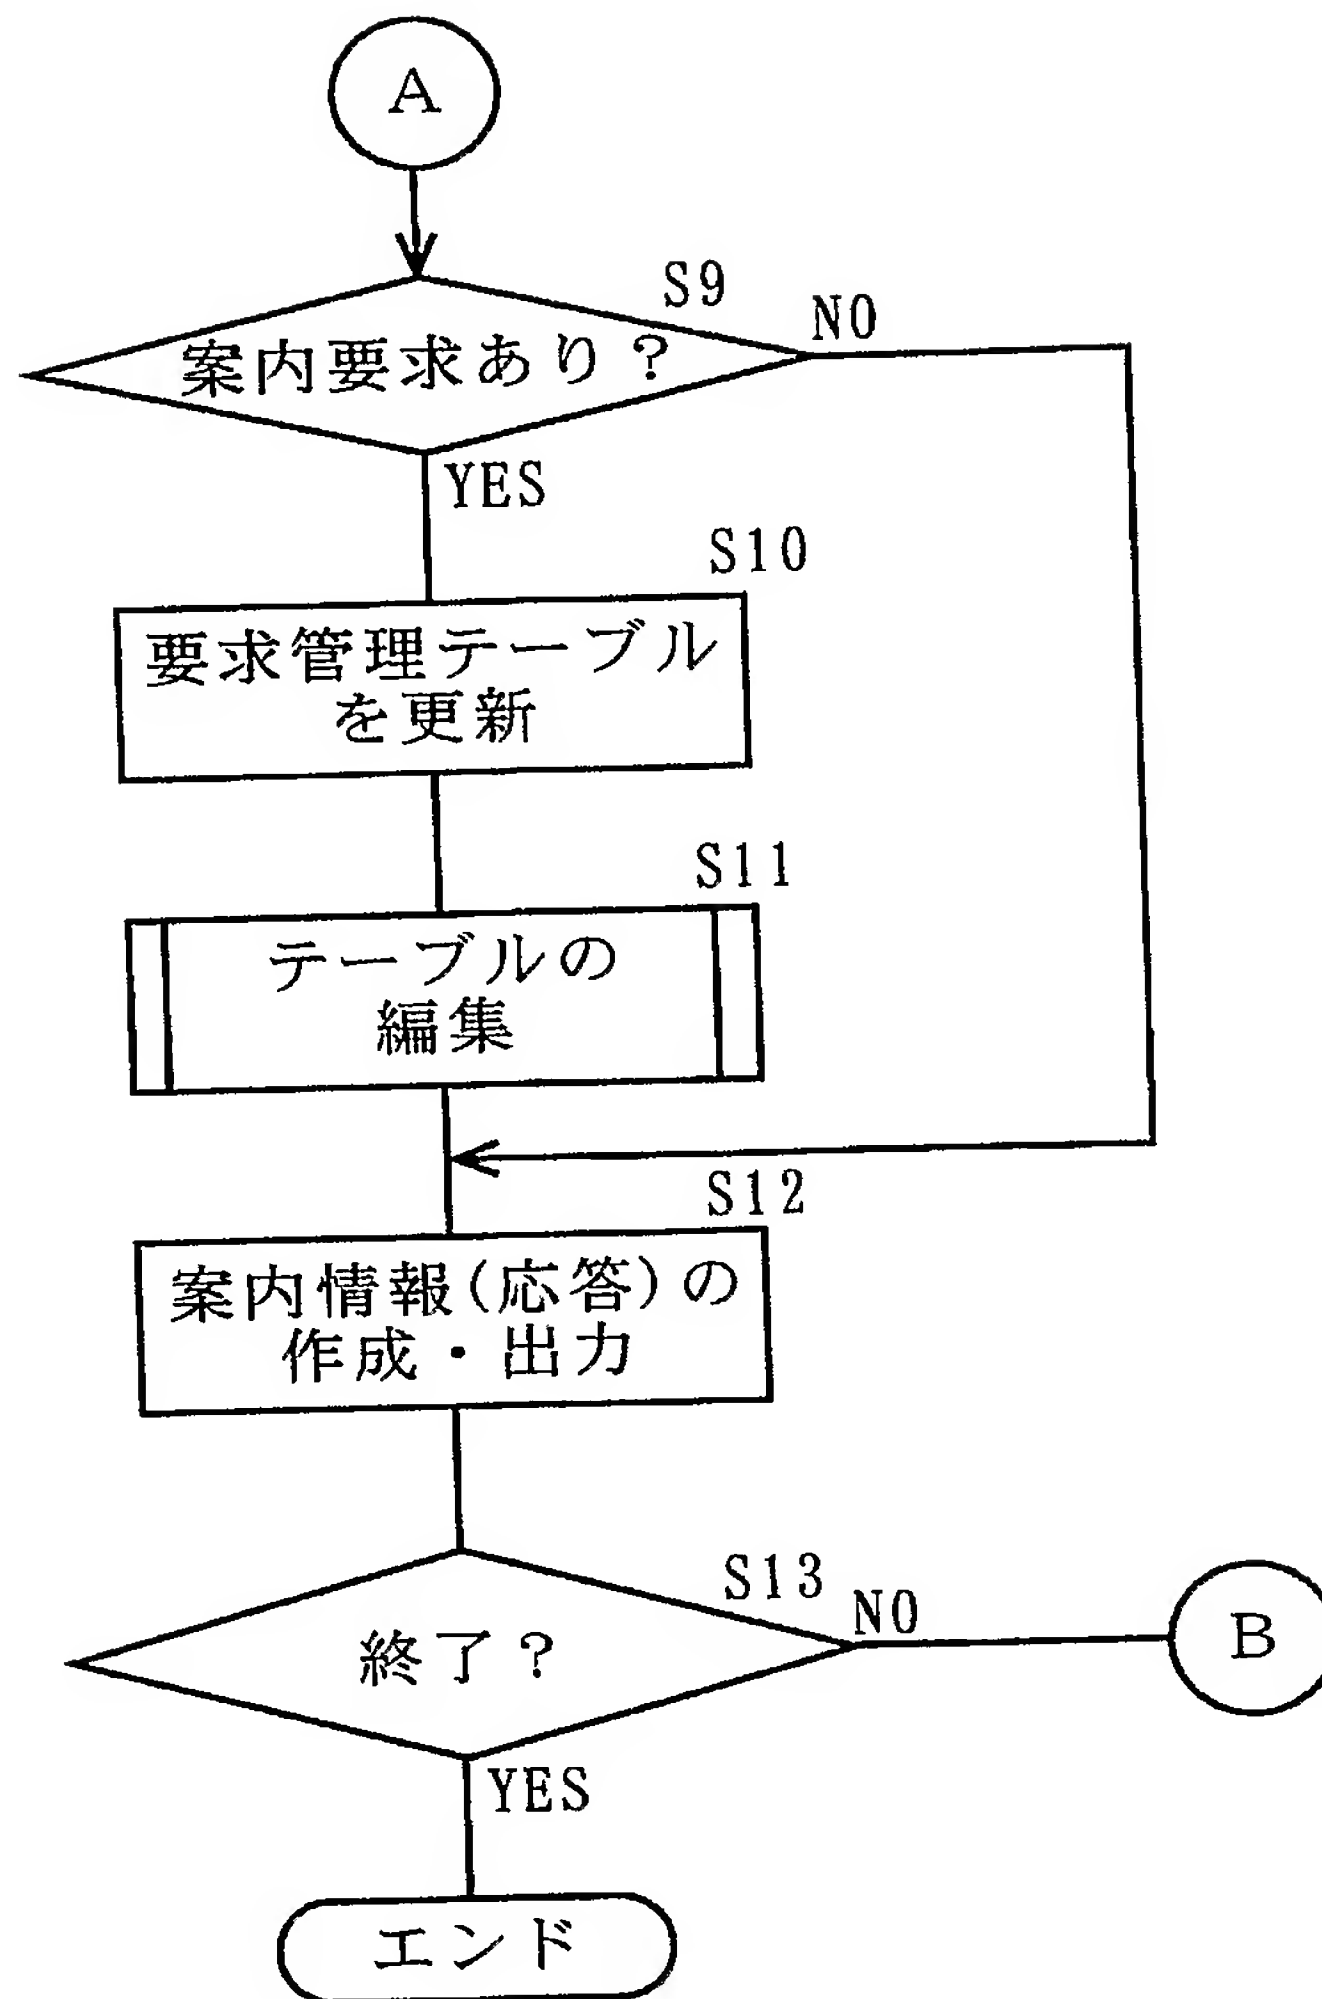 A
S9
NO
案内要求あり？
YES
S10
要求管理テーブル
を更新
S11
テーブルの
編集
S12
案内情報(応答)の
作成・出力
S13
NO
終了？
B
YES
エンド